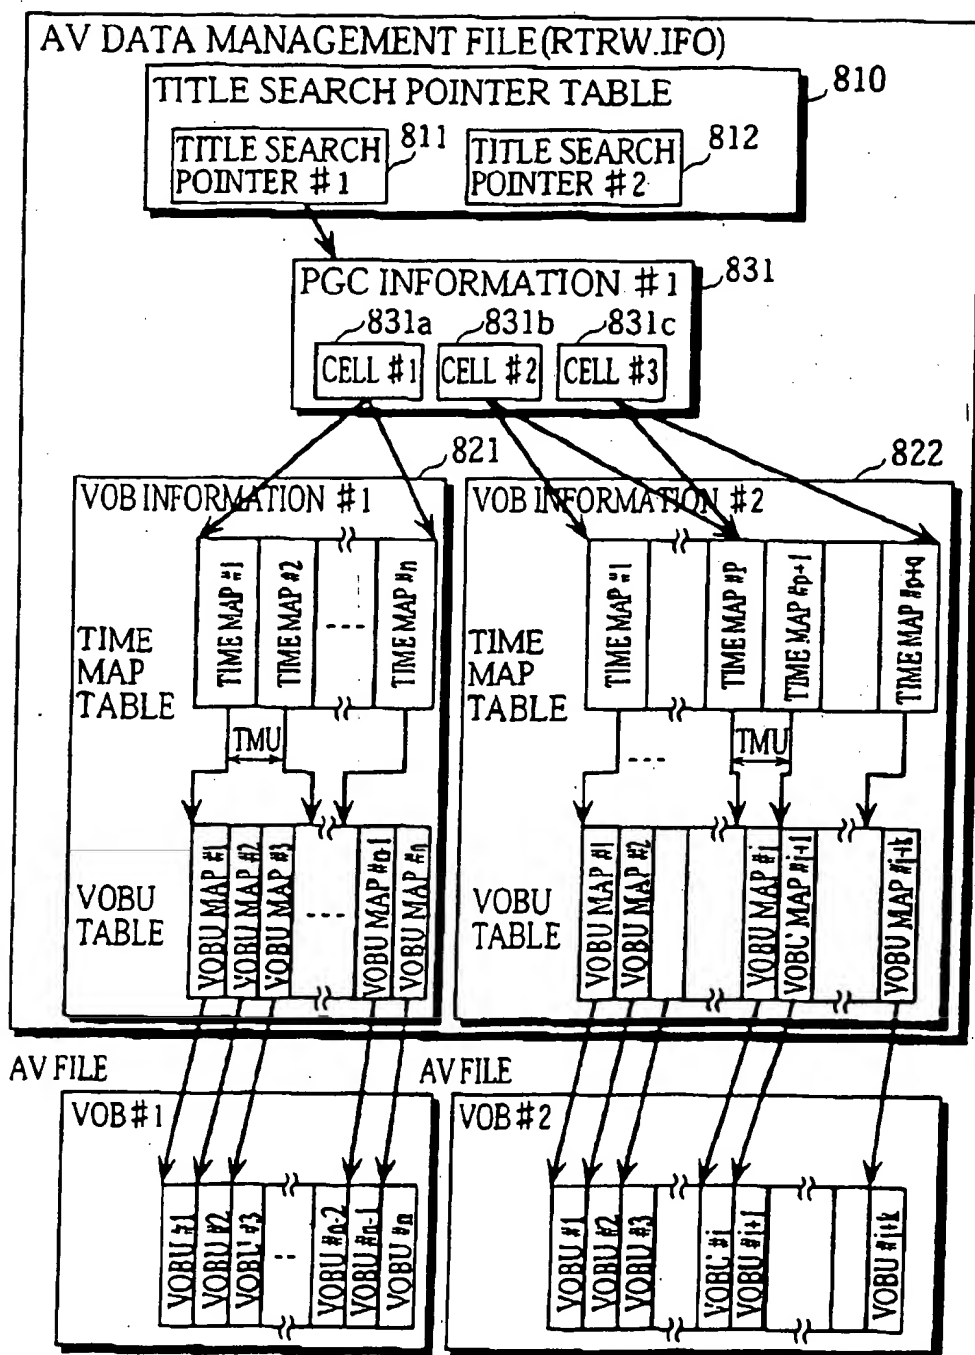 AV DATA MANAGEMENT FILE(RTRW.IFO)
TITLE SEARCH POINTER TABLE
810
TITLE SEARCH
POINTER #1
811
TITLE SEARCH
POINTER #2
812
PGC INFORMATION #1
831
831a
831b
831c
CELL #1
CELL #2
CELL #3
821
822
VOB INFORMATION #1
VOB INFORMATION #2
TIME
MAP
TABLE
TIME MAP #1
TIME MAP #2
TIME MAP #n
TIME
MAP
TABLE
TIME MAP #1
TIME MAP #P
TIME MAP #p+1
TIME MAP #p+q
TMU
TMU
VOBU
TABLE
VOBU MAP #1
VOBU MAP #2
VOBU MAP #3
VOBU MAP #n-1
VOBU MAP #n
VOBU
TABLE
VOBU MAP #1
VOBU MAP #2
VOBU MAP #j
VOBU MAP #j+1
VOBU MAP #j+k
AV FILE
AV FILE
VOB #1
VOB #2
VOBU #1
VOBU #2
VOBU #3
VOBU #n-2
VOBU #n-1
VOBU #n
VOBU #1
VOBU #2
VOBU #3
VOBU #j
VOBU #j+1
VOBU #j+k